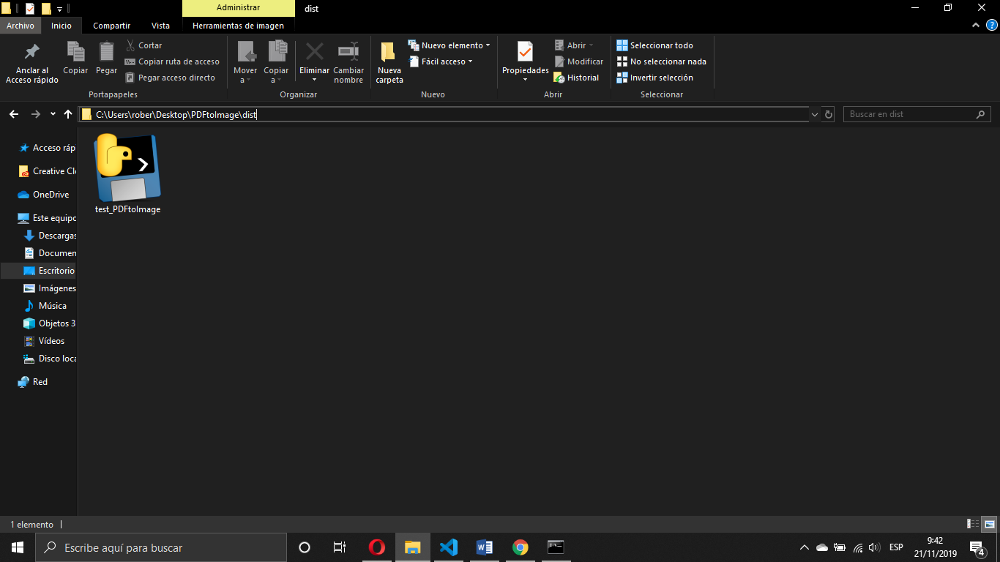 Administrar
dist
Archivo
Inicio
Compartir
Vista
Herramientas de imagen
Anclar al
Acceso rápido
Copiar
Pegar
Cortar
Copiar ruta de acceso
Pegar acceso directo
Portapapeles
Mover
a
Copiar
a
Eliminar
Cambiar
nombre
Organizar
Nueva
carpeta
Nuevo elemento
Fácil acceso
Nuevo
Propiedades
Abrir
Modificar
Historial
Abrir
Seleccionar todo
No seleccionar nada
Invertir selección
Seleccionar
C:\Users\rober\Desktop\PDFtoImage\dist
Buscar en dist
Acceso ráp
Creative Clo
OneDrive
Este equipo
Descargas
Documen
Escritorio
Imágenes
Música
Objetos 3
Vídeos
Disco loca
Red
test_PDFtoImage
1 elemento
Escribe aquí para buscar
ESP
9:42
21/11/2019
4